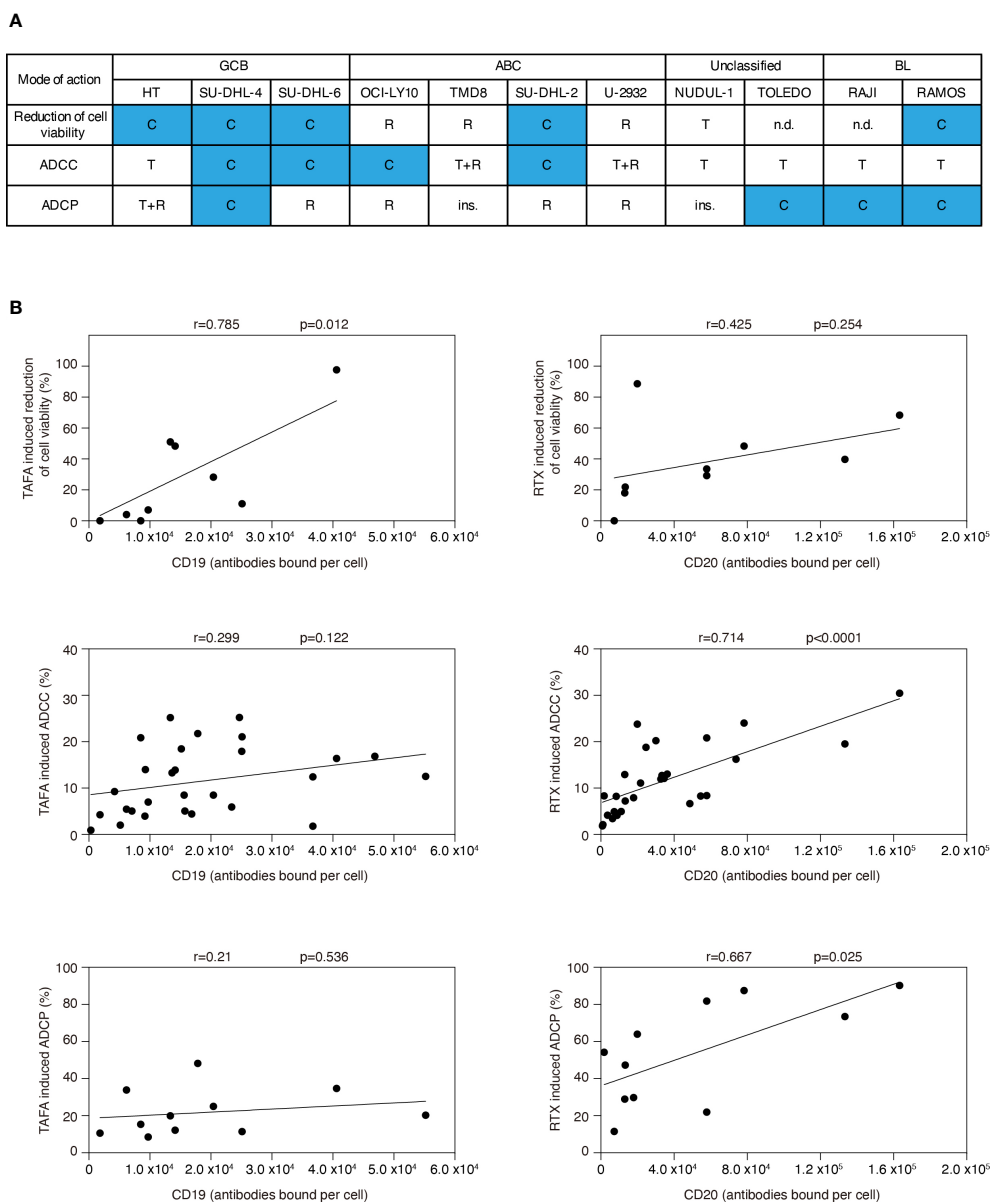 A
Mode of action GCB ABC Unclassified BL
HT SU-DHL-4 SU-DHL-6 OCI-LY10 TMD8 SU-DHL-2 U-2932 NUDUL-1 TOLEDO RAJI RAMOS
Reduction of cell viability C C C R R C R T n.d. n.d. C
ADCC T C C C T+R C T+R T T T T
ADCP T+R C R R ins. R R ins. C C C
B
r=0.785 p=0.012
TAFA induced reduction
of cell viablity (%)
100
80
60
40
20
0
0 1.0 x10⁴ 2.0 x10⁴ 3.0 x10⁴ 4.0 x10⁴ 5.0 x10⁴ 6.0 x10⁴
CD19 (antibodies bound per cell)
r=0.425 p=0.254
RTX induced reduction
of cell viablity (%)
100
80
60
40
20
0
0 4.0 x10⁴ 8.0 x10⁴ 1.2 x10⁵ 1.6 x10⁵ 2.0 x10⁵
CD20 (antibodies bound per cell)
r=0.299 p=0.122
TAFA induced ADCC (%)
40
30
20
10
0
0 1.0 x10⁴ 2.0 x10⁴ 3.0 x10⁴ 4.0 x10⁴ 5.0 x10⁴ 6.0 x10⁴
CD19 (antibodies bound per cell)
r=0.714 p<0.0001
RTX induced ADCC (%)
40
30
20
10
0
0 4.0 x10⁴ 8.0 x10⁴ 1.2 x10⁵ 1.6 x10⁵ 2.0 x10⁵
CD20 (antibodies bound per cell)
r=0.21 p=0.536
TAFA induced ADCP (%)
100
80
60
40
20
0
0 1.0 x10⁴ 2.0 x10⁴ 3.0 x10⁴ 4.0 x10⁴ 5.0 x10⁴ 6.0 x10⁴
CD19 (antibodies bound per cell)
r=0.667 p=0.025
RTX induced ADCP (%)
100
80
60
40
20
0
0 4.0 x10⁴ 8.0 x10⁴ 1.2 x10⁵ 1.6 x10⁵ 2.0 x10⁵
CD20 (antibodies bound per cell)